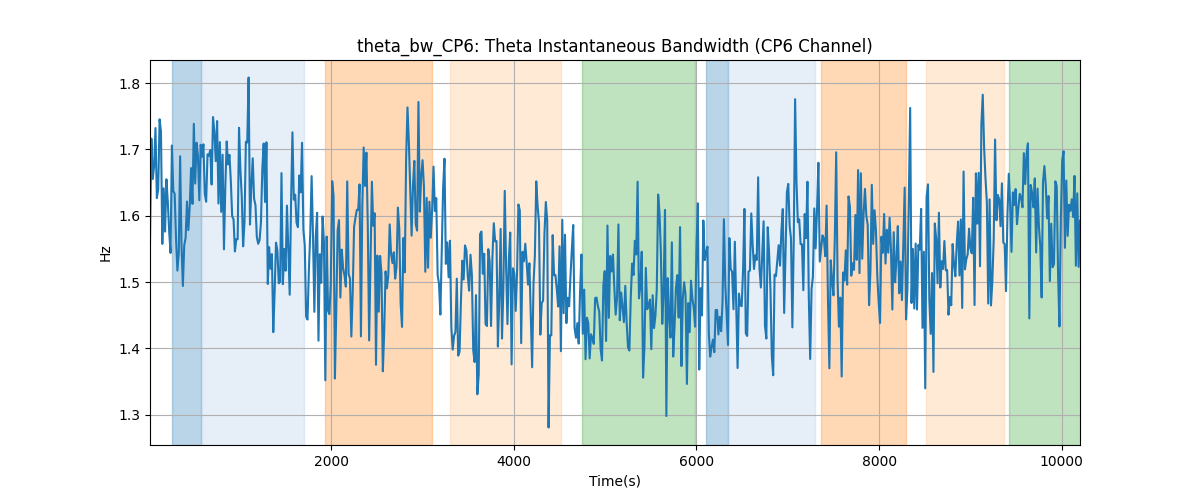 theta_bw_CP6: Theta Instantaneous Bandwidth (CP6 Channel)
1.8
1.7
1.6
1.5
1.4
1.3
Hz
2000 4000 6000 8000 10000
Time(s)